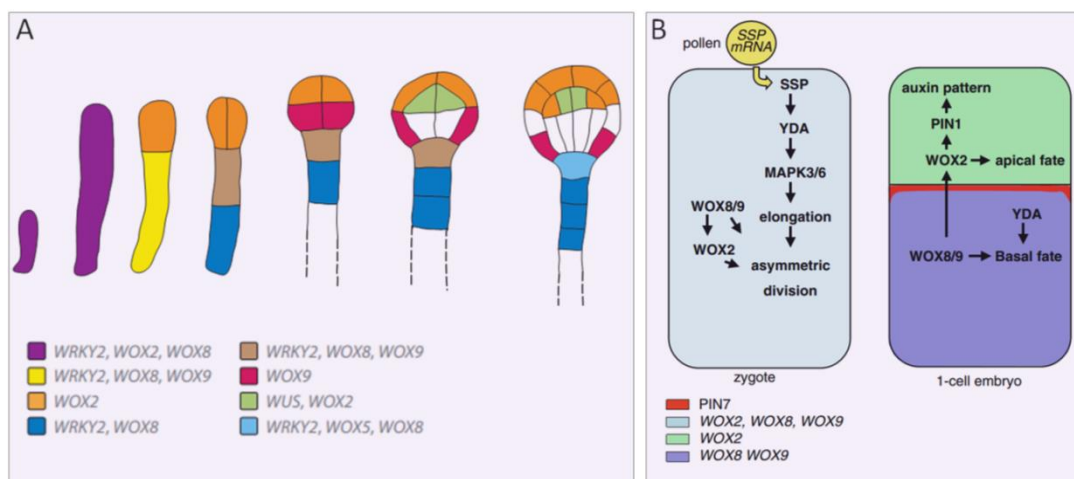 A
WRKY2, WOX2, WOX8
WRKY2, WOX8, WOX9
WOX2
WRKY2, WOX8
WRKY2, WOX8, WOX9
WOX9
WUS, WOX2
WRKY2, WOX5, WOX8
B
pollen
SSP
mRNA
SSP
YDA
MAPK3/6
WOX8/9
elongation
WOX2
asymmetric
division
zygote
auxin pattern
PIN1
WOX2
apical fate
YDA
WOX8/9
Basal fate
1-cell embryo
PIN7
WOX2, WOX8, WOX9
WOX2
WOX8 WOX9